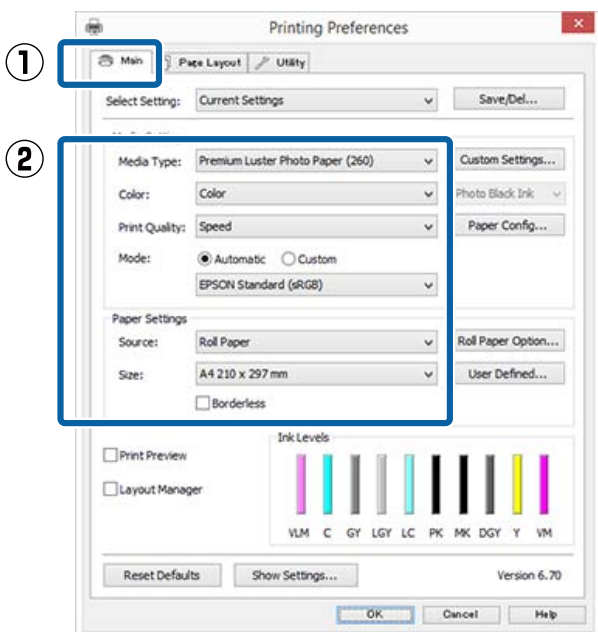 Printing Preferences
① Main Page Layout Utility
Select Setting: Current Settings Save/Del...
② Media Type: Premium Luster Photo Paper (260) Custom Settings...
Color: Color Photo Black Ink
Print Quality: Speed Paper Config...
Mode: Automatic Custom
EPSON Standard (sRGB)
Paper Settings
Source: Roll Paper Roll Paper Option...
Size: A4 210 x 297 mm User Defined...
Borderless
Ink Levels
Print Preview
Layout Manager
VLM C GY LGY LC PK MK DGY Y VM
Reset Defaults Show Settings... Version 6.70
OK Cancel Help